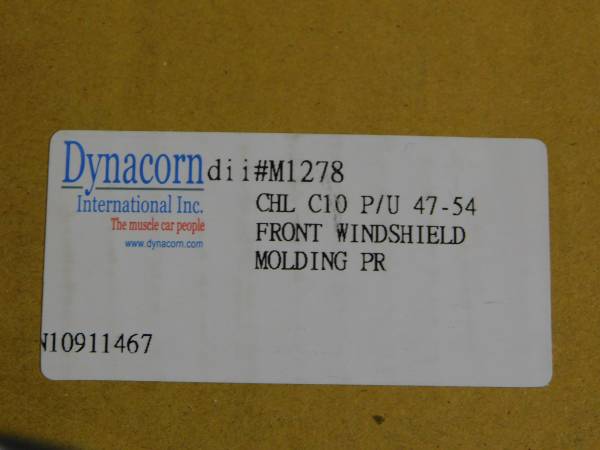 Dynacorn dii#M1278
International Inc.
The muscle car people
www.dynacorn.com
CHL C10 P/U 47-54
FRONT WINDSHIELD
MOLDING PR
N10911467